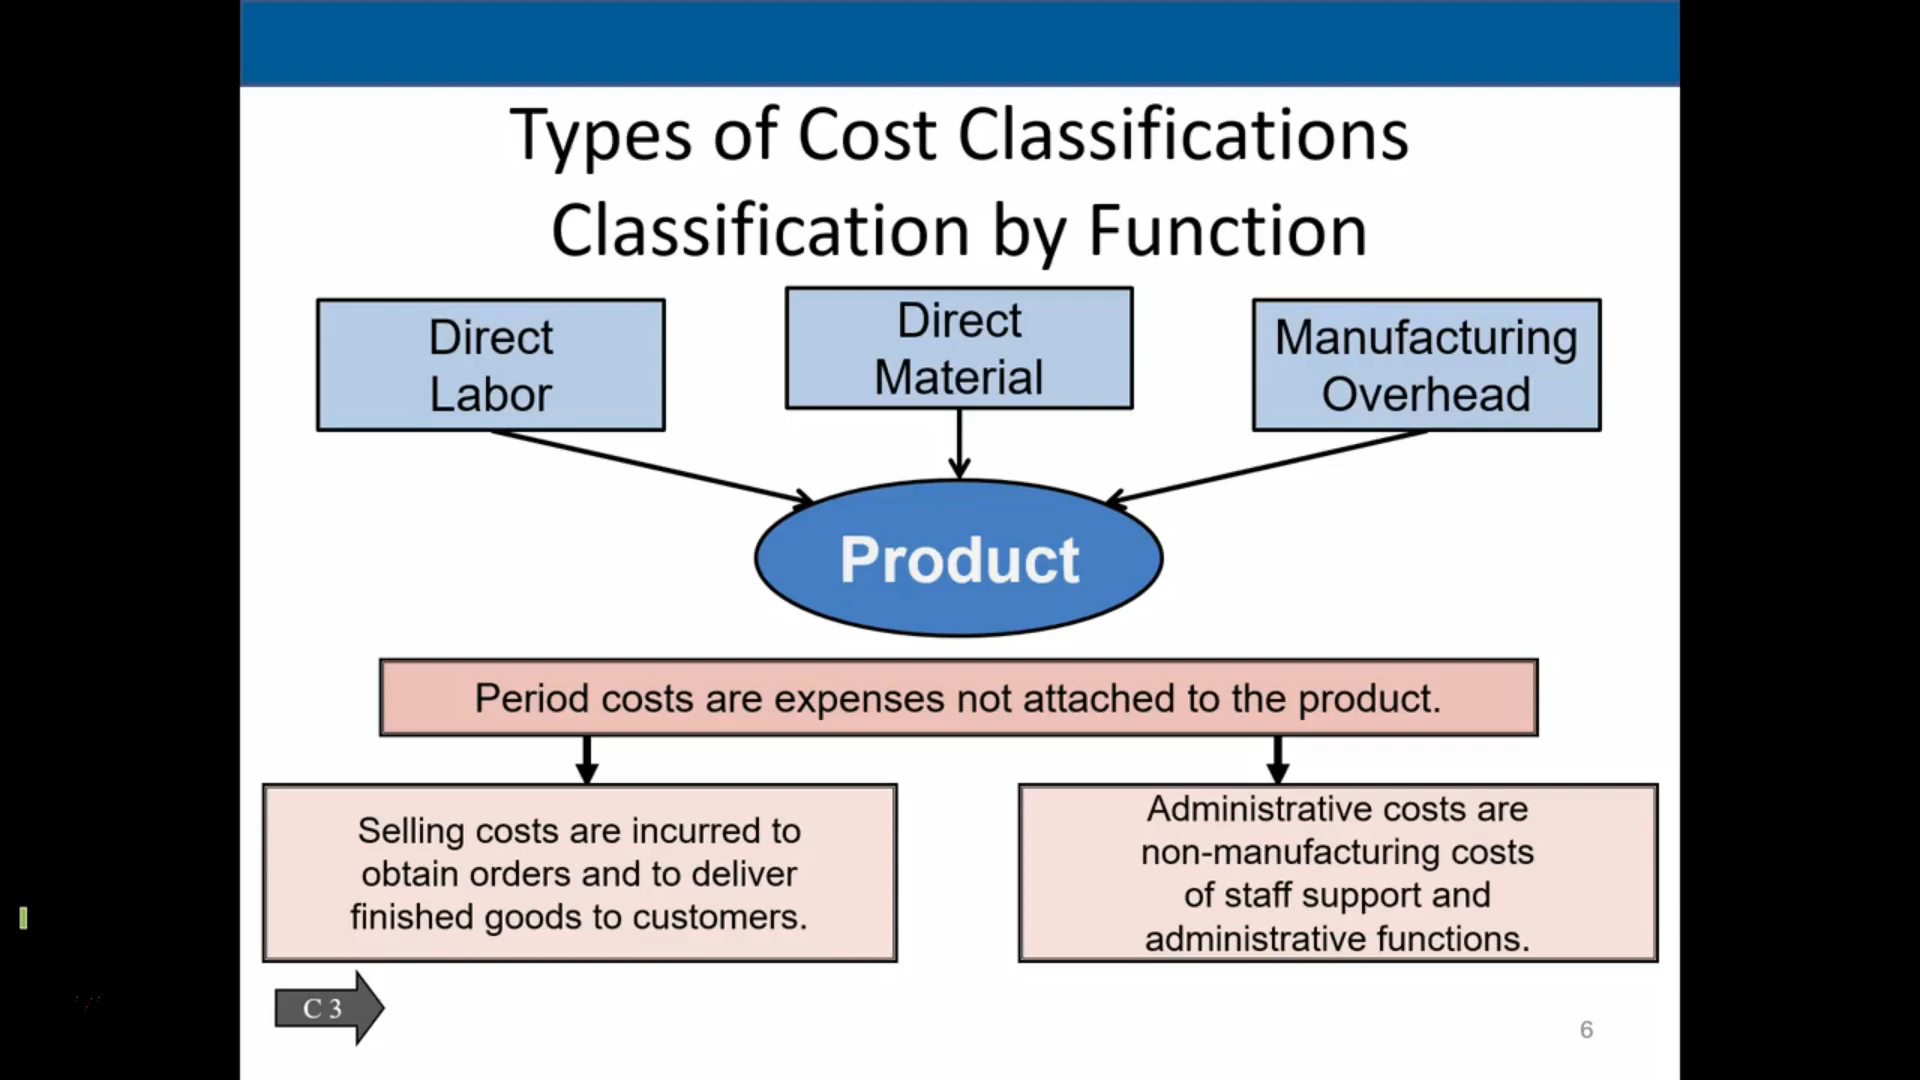 Types of Cost Classifications
Classification by Function
Direct
Labor
Direct
Material
Manufacturing
Overhead
Product
Period costs are expenses not attached to the product.
Selling costs are incurred to
obtain orders and to deliver
finished goods to customers.
Administrative costs are
non-manufacturing costs
of staff support and
administrative functions.
C 3
6